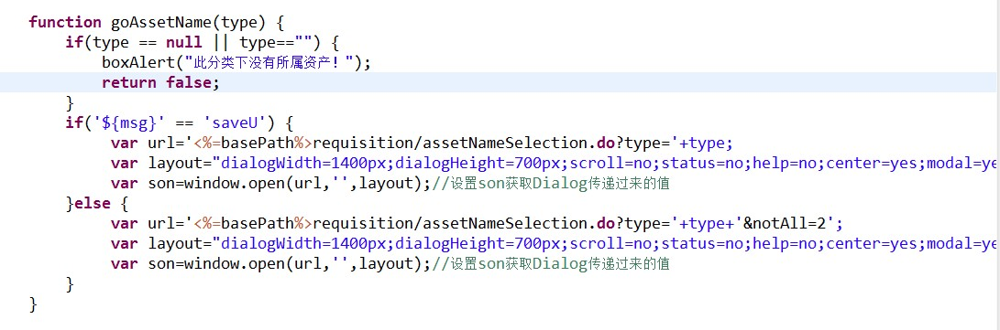 function goAssetName(type) {
if(type == null || type=="") {
boxAlert("此分类下没有所属资产！");
return false;
}
if('${msg}' == 'saveU') {
var url='<%=basePath%>requisition/assetNameSelection.do?type='+type;
var layout="dialogWidth=1400px;dialogHeight=700px;scroll=no;status=no;help=no;center=yes;modal=ye
var son=window.open(url,'',layout);//设置son获取Dialog传递过来的值
}else {
var url='<%=basePath%>requisition/assetNameSelection.do?type='+type+'&notAll=2';
var layout="dialogWidth=1400px;dialogHeight=700px;scroll=no;status=no;help=no;center=yes;modal=ye
var son=window.open(url,'',layout);//设置son获取Dialog传递过来的值
}
}